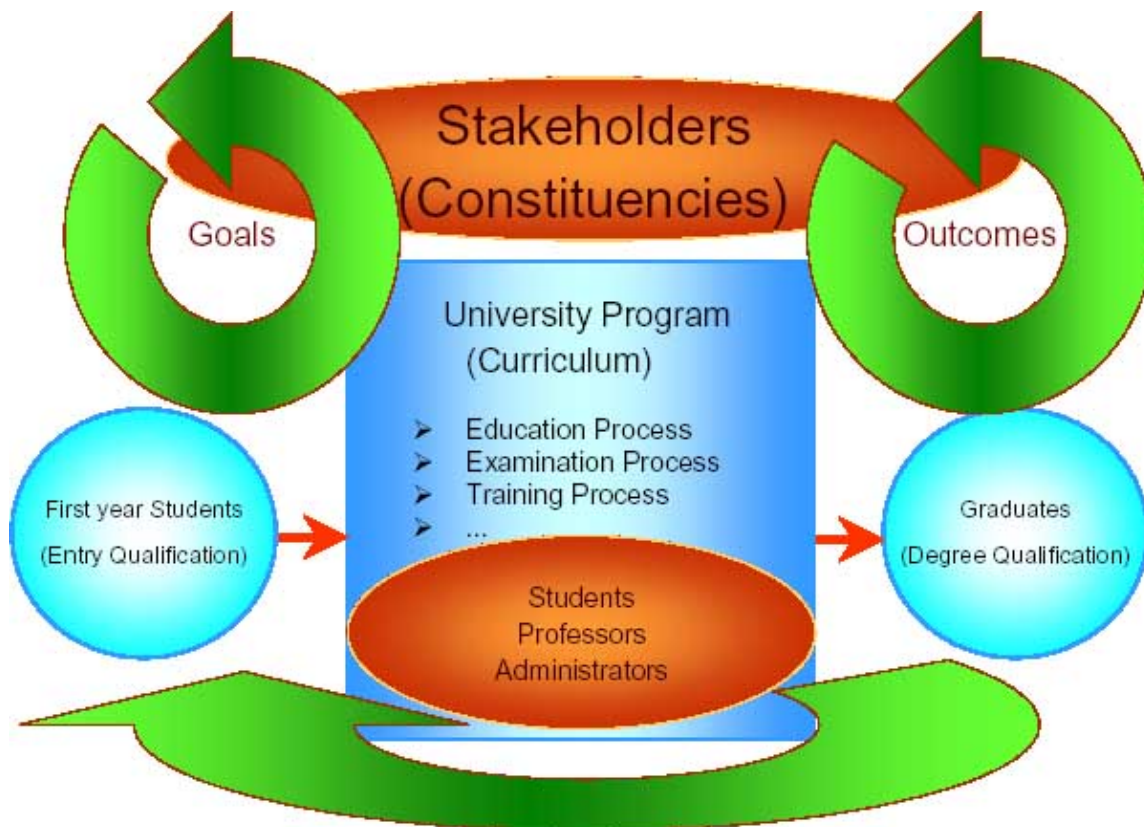 Stakeholders
(Constituencies)
Goals
Outcomes
University Program
(Curriculum)
➢ Education Process
➢ Examination Process
➢ Training Process
➢ ...
First year Students
(Entry Qualification)
Graduates
(Degree Qualification)
Students
Professors
Administrators